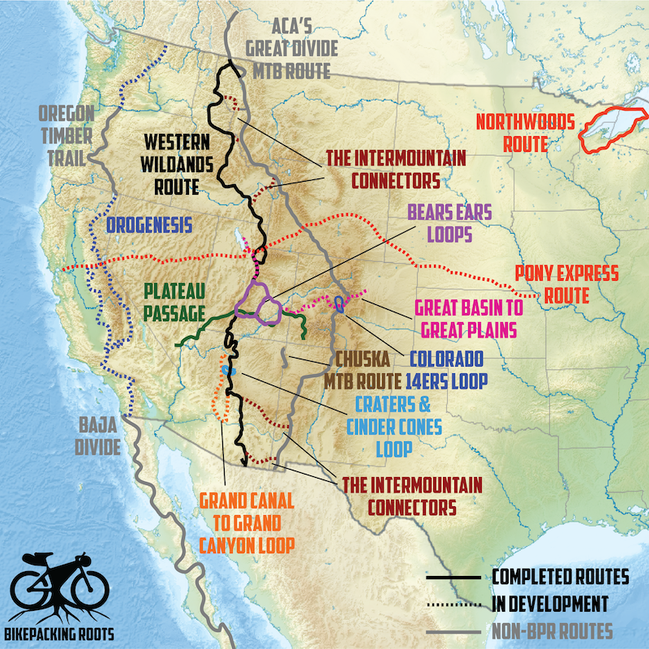 ACA'S
GREAT DIVIDE
MTB ROUTE
OREGON
TIMBER
TRAIL
WESTERN
WILDANDS
ROUTE
NORTHWOODS
ROUTE
THE INTERMOUNTAIN
CONNECTORS
OROGENESIS
BEARS EARS
LOOPS
PLATEAU
PASSAGE
PONY EXPRESS
ROUTE
GREAT BASIN TO
GREAT PLAINS
CHUSKA
MTB ROUTE
COLORADO
14ERS LOOP
CRATERS &
CINDER CONES
LOOP
BAJA
DIVIDE
GRAND CANAL
TO GRAND
CANYON LOOP
THE INTERMOUNTAIN
CONNECTORS
COMPLETED ROUTES
IN DEVELOPMENT
NON-BPR ROUTES
BIKEPACKING ROOTS